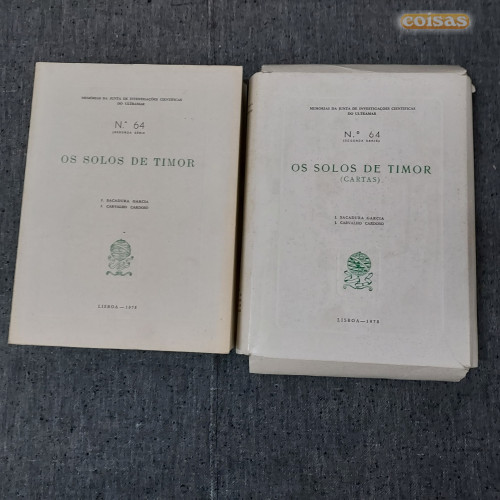 coisas
MEMÓRIAS DA JUNTA DE INVESTIGAÇÕES CIENTÍFICAS
DO ULTRAMAR
N.º 64
(SEGUNDA SÉRIE)
OS SOLOS DE TIMOR
J. SACADURA GARCIA
J. CARVALHO CARDOSO
LISBOA — 1978
MEMÓRIAS DA JUNTA DE INVESTIGAÇÕES CIENTÍFICAS
DO ULTRAMAR
N.º 64
(SEGUNDA SÉRIE)
OS SOLOS DE TIMOR
(CARTAS)
J. SACADURA GARCIA
J. CARVALHO CARDOSO
LISBOA — 1978